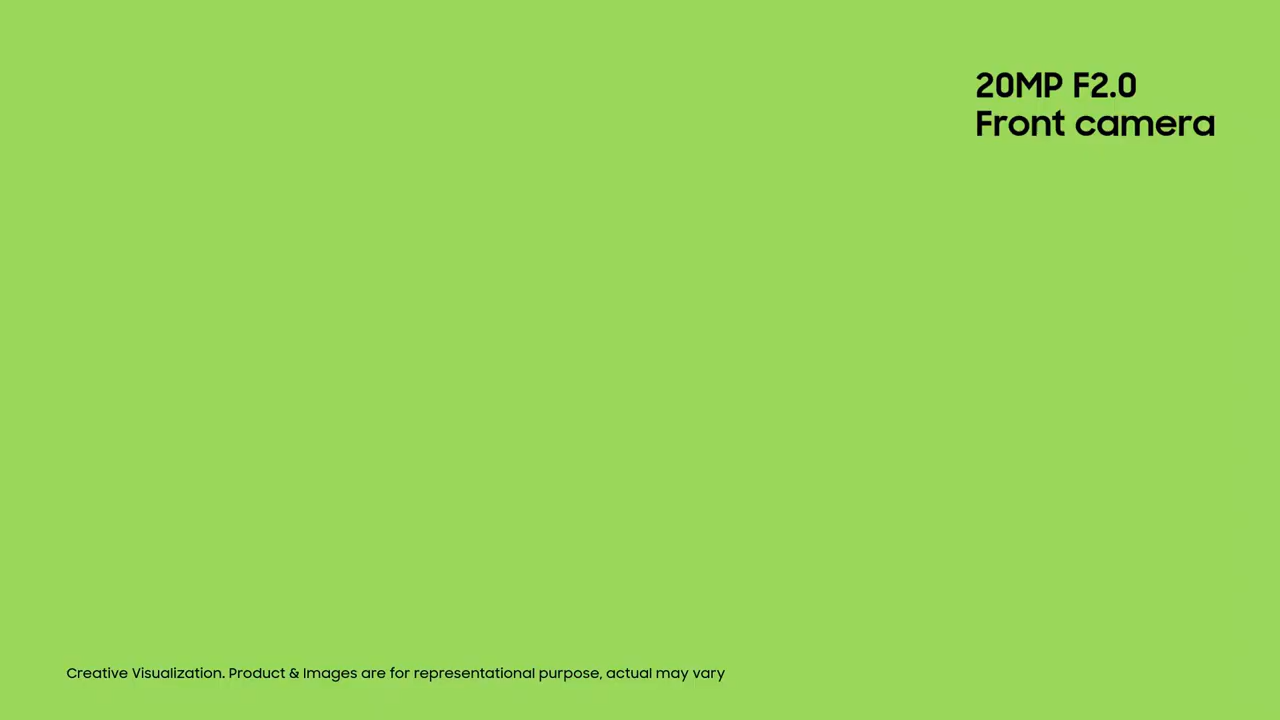 20MP F2.0
Front camera
Creative Visualization. Product & Images are for representational purpose, actual may vary